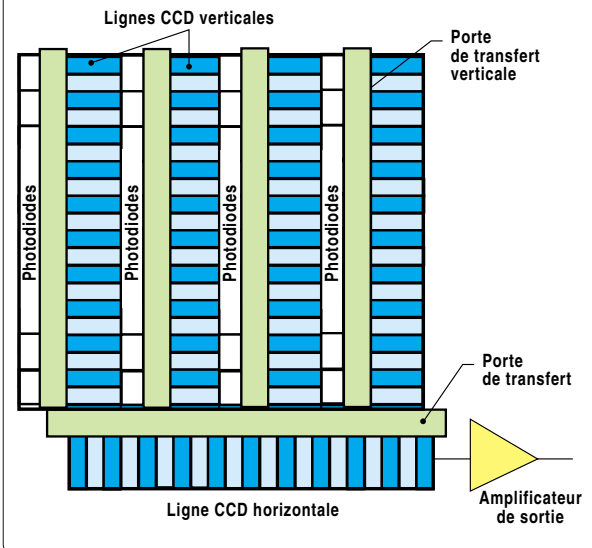 Lignes CCD verticales
Porte
de transfert
verticale
Photodiodes
Photodiodes
Photodiodes
Photodiodes
Porte
de transfert
Ligne CCD horizontale
Amplificateur
de sortie